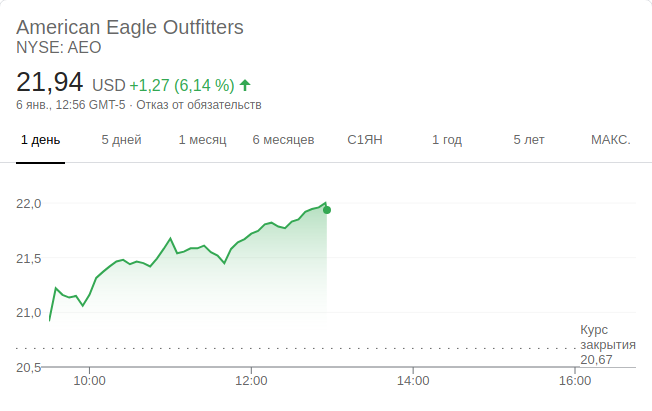 American Eagle Outfitters
NYSE: AEO
21,94 USD +1,27 (6,14 %)
6 янв., 12:56 GMT-5 · Отказ от обязательств
1 день 5 дней 1 месяц 6 месяцев С1ЯН 1 год 5 лет МАКС.
22,0
21,5
21,0
Курс
закрытия
20,67
20,5
10:00 12:00 14:00 16:00